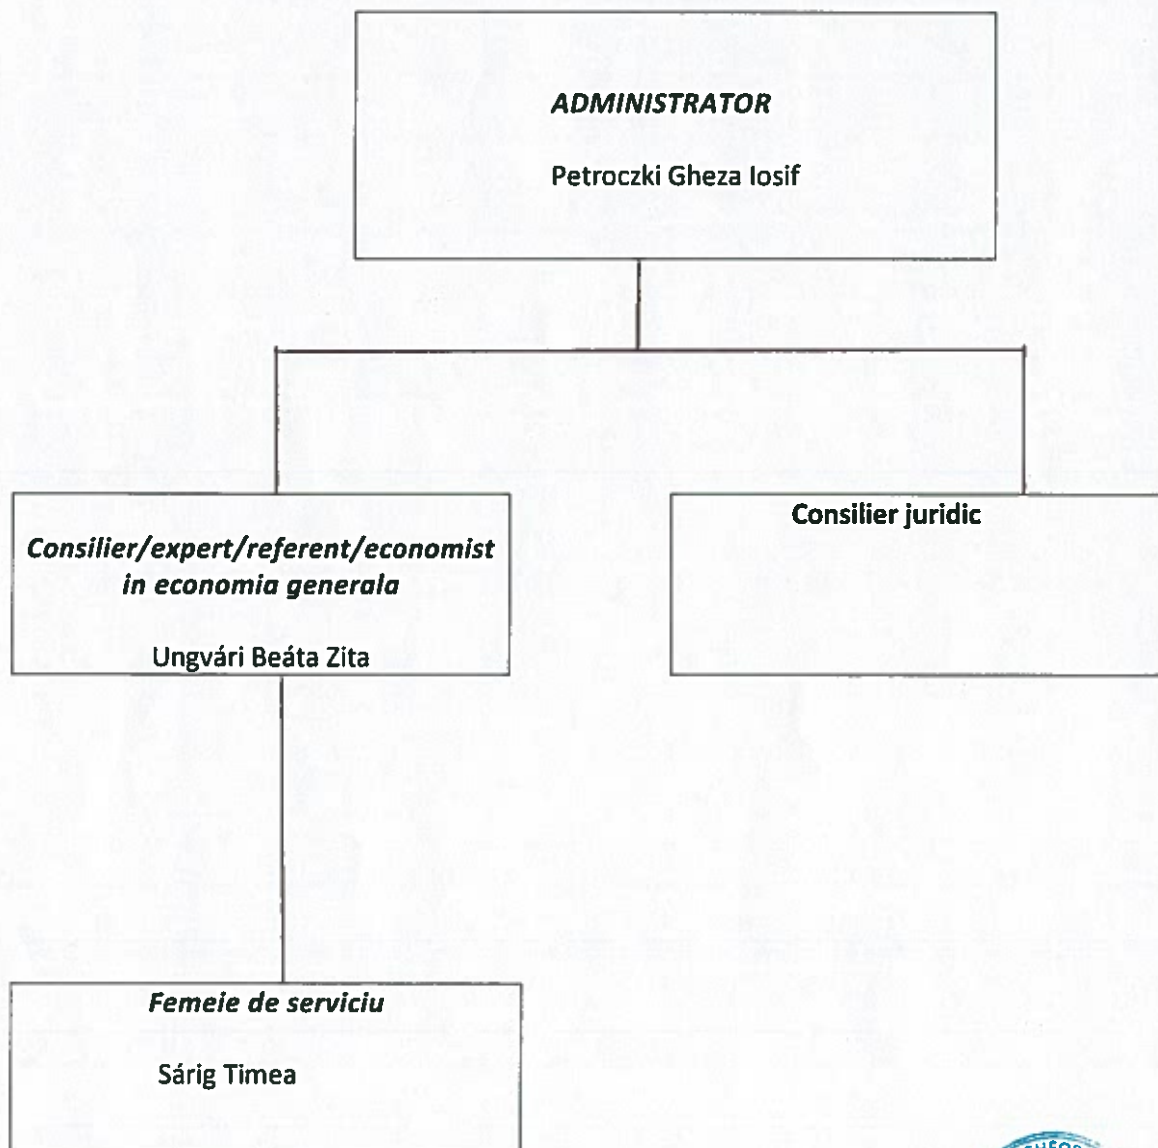 ADMINISTRATOR
Petroczki Gheza Iosif
Consilier/expert/referent/economist
in economia generala
Ungvári Beáta Zita
Consilier juridic
Femeie de serviciu
Sárig Timea